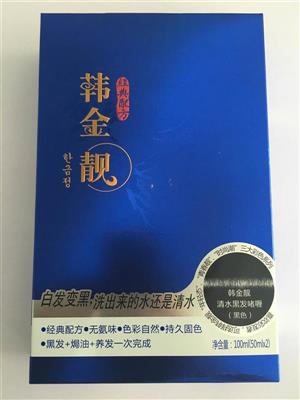 经典配方
韩金靓
한금정
白发变黑,洗出来的水还是清水
韩金靓
清水黑发啫喱
(黑色)
•经典配方•无氨味•色彩自然•持久固色
•黑发+焗油+养发一次完成
净含量:100ml(50mlx2)